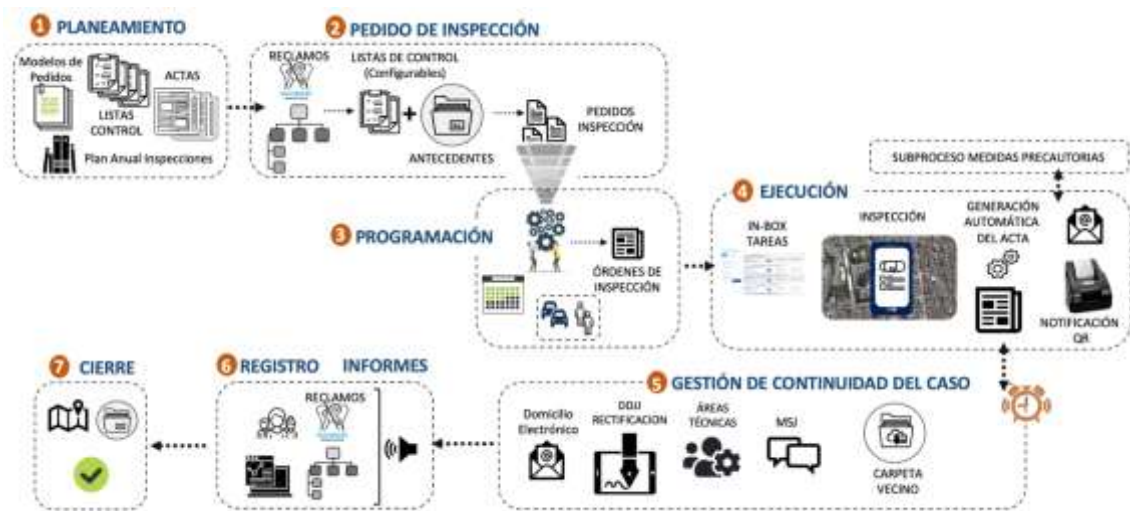 1 PLANEAMIENTO
Modelos de
Pedidos
ACTAS
LISTAS
CONTROL
Plan Anual Inspecciones
2 PEDIDO DE INSPECCIÓN
RECLAMOS
LISTAS DE CONTROL
(Configurables)
ANTECEDENTES
PEDIDOS
INSPECCIÓN
3 PROGRAMACIÓN
ÓRDENES DE
INSPECCIÓN
SUBPROCESO MEDIDAS PRECAUTORIAS
4 EJECUCIÓN
IN-BOX
TAREAS
INSPECCIÓN
GENERACIÓN
AUTOMÁTICA
DEL ACTA
NOTIFICACIÓN
QR
5 GESTIÓN DE CONTINUIDAD DEL CASO
Domicilio
Electrónico
DDJJ
RECTIFICACION
ÁREAS
TÉCNICAS
MSJ
CARPETA
VECINO
6 REGISTRO INFORMES
RECLAMOS
7 CIERRE